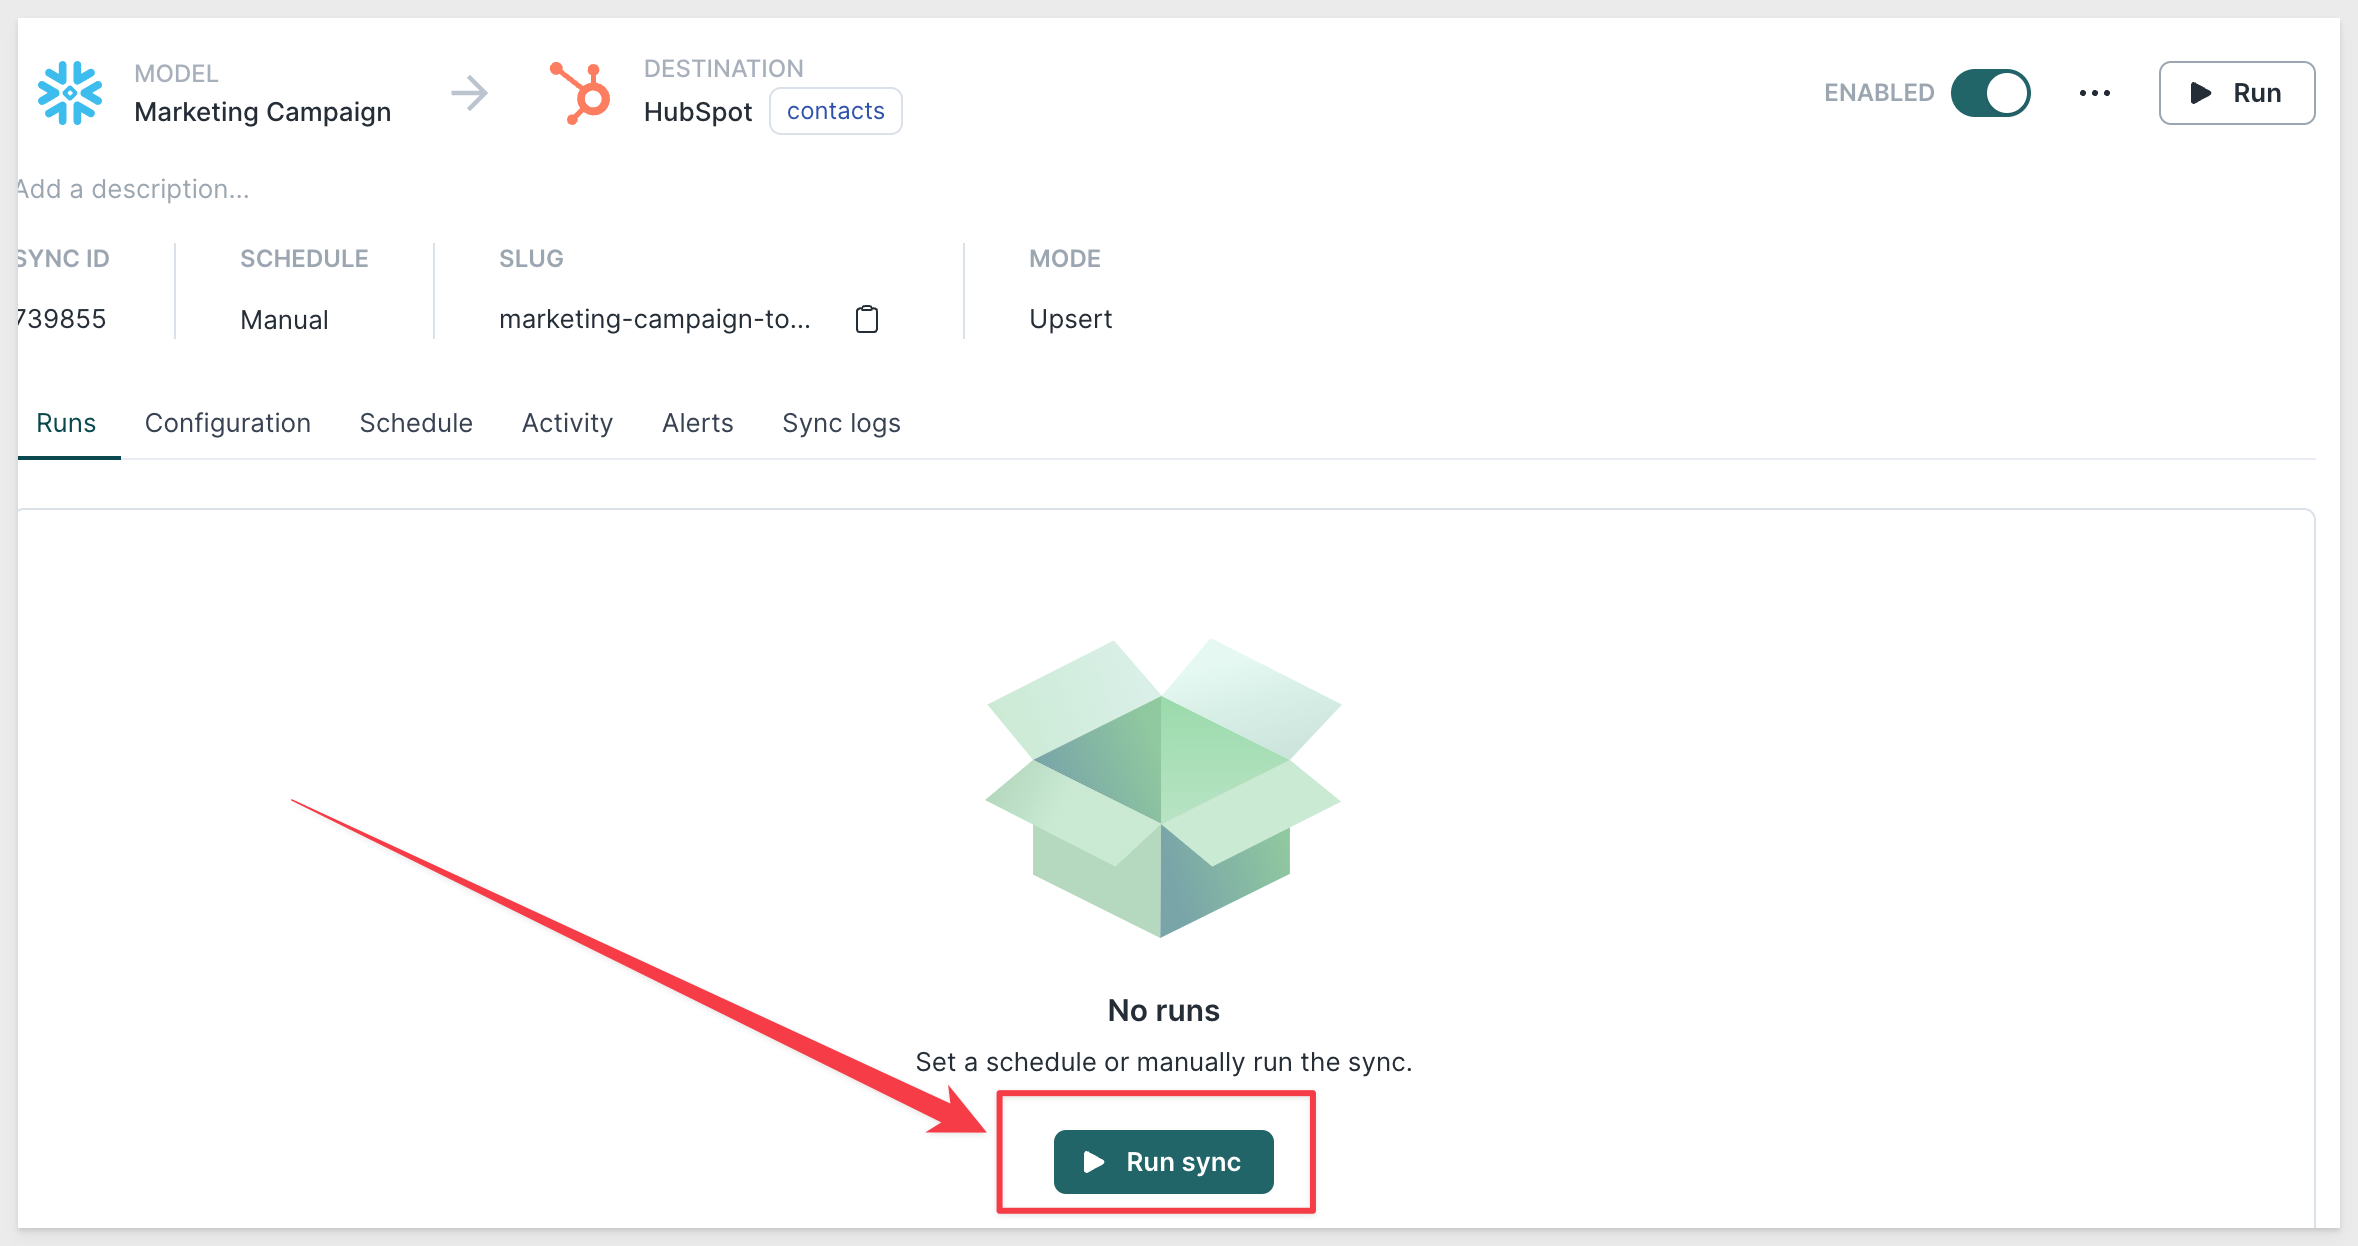 MODEL
Marketing Campaign
DESTINATION
HubSpot contacts
ENABLED
Run
Add a description...
SYNC ID
739855
SCHEDULE
Manual
SLUG
marketing-campaign-to...
MODE
Upsert
Runs Configuration Schedule Activity Alerts Sync logs
No runs
Set a schedule or manually run the sync.
Run sync